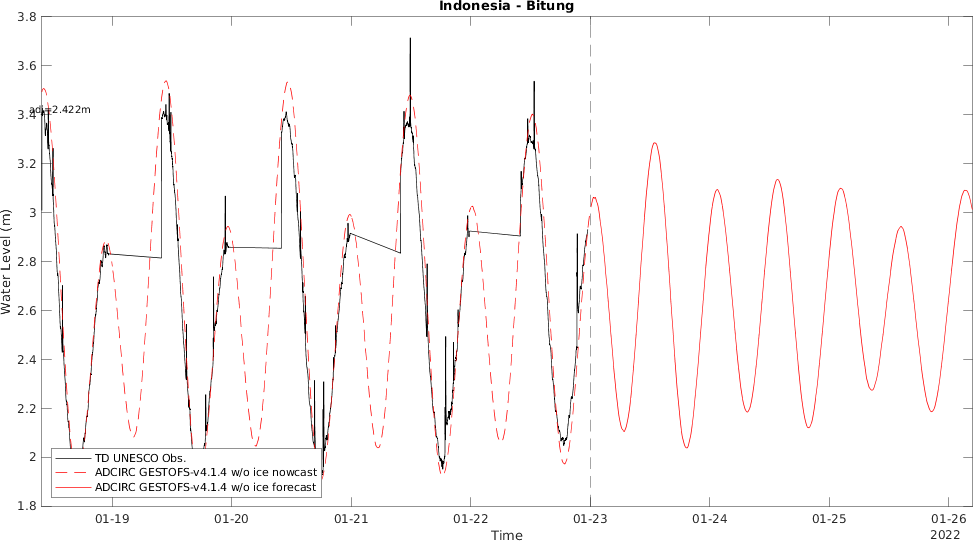 Indonesia - Bitung
3.8
3.6
3.4
3.2
3
2.8
2.6
2.4
2.2
2
1.8
Water Level (m)
adj=2.422m
TD UNESCO Obs.
ADCIRC GESTOFS-v4.1.4 w/o ice nowcast
ADCIRC GESTOFS-v4.1.4 w/o ice forecast
01-19
01-20
01-21
01-22
01-23
01-24
01-25
01-26
Time
2022